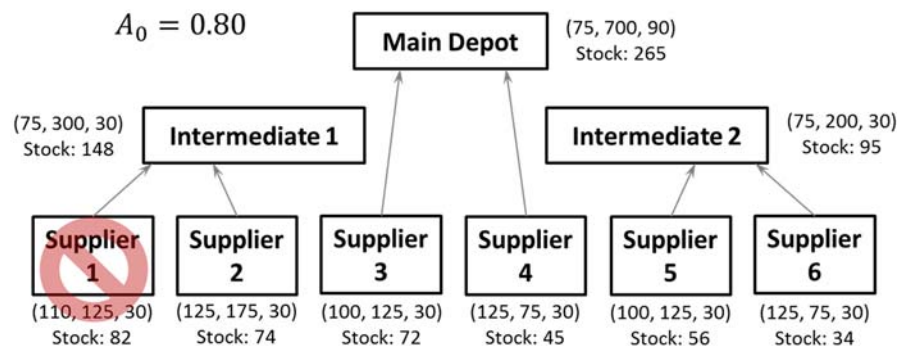 A₀ = 0.80
Main Depot
(75, 700, 90)
Stock: 265
(75, 300, 30)
Stock: 148
Intermediate 1
Intermediate 2
(75, 200, 30)
Stock: 95
Supplier
1
Supplier
2
Supplier
3
Supplier
4
Supplier
5
Supplier
6
(110, 125, 30)
Stock: 82
(125, 175, 30)
Stock: 74
(100, 125, 30)
Stock: 72
(125, 75, 30)
Stock: 45
(100, 125, 30)
Stock: 56
(125, 75, 30)
Stock: 34